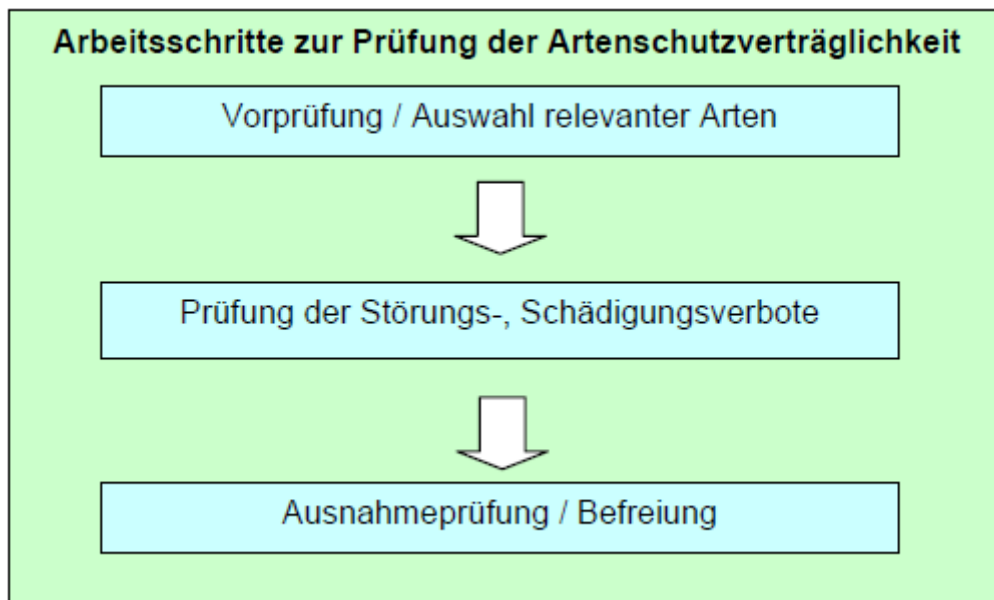 Arbeitsschritte zur Prüfung der Artenschutzverträglichkeit
Vorprüfung / Auswahl relevanter Arten
Prüfung der Störungs-, Schädigungsverbote
Ausnahmeprüfung / Befreiung